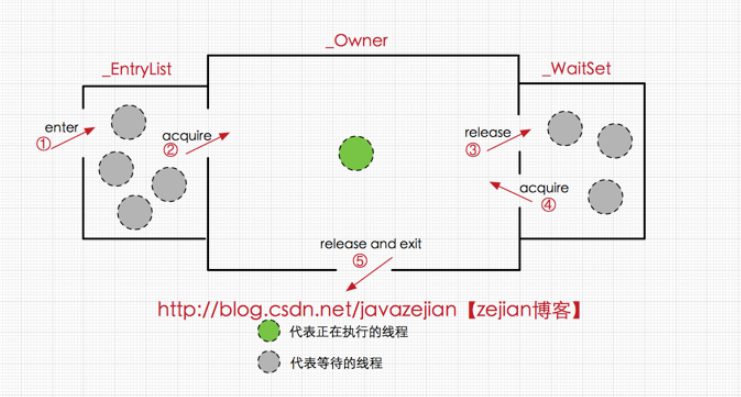 _Owner
_EntryList
_WaitSet
enter
①
acquire
②
release
③
acquire
④
release and exit
⑤
http://blog.csdn.net/javazejian【zejian博客】
代表正在执行的线程
代表等待的线程